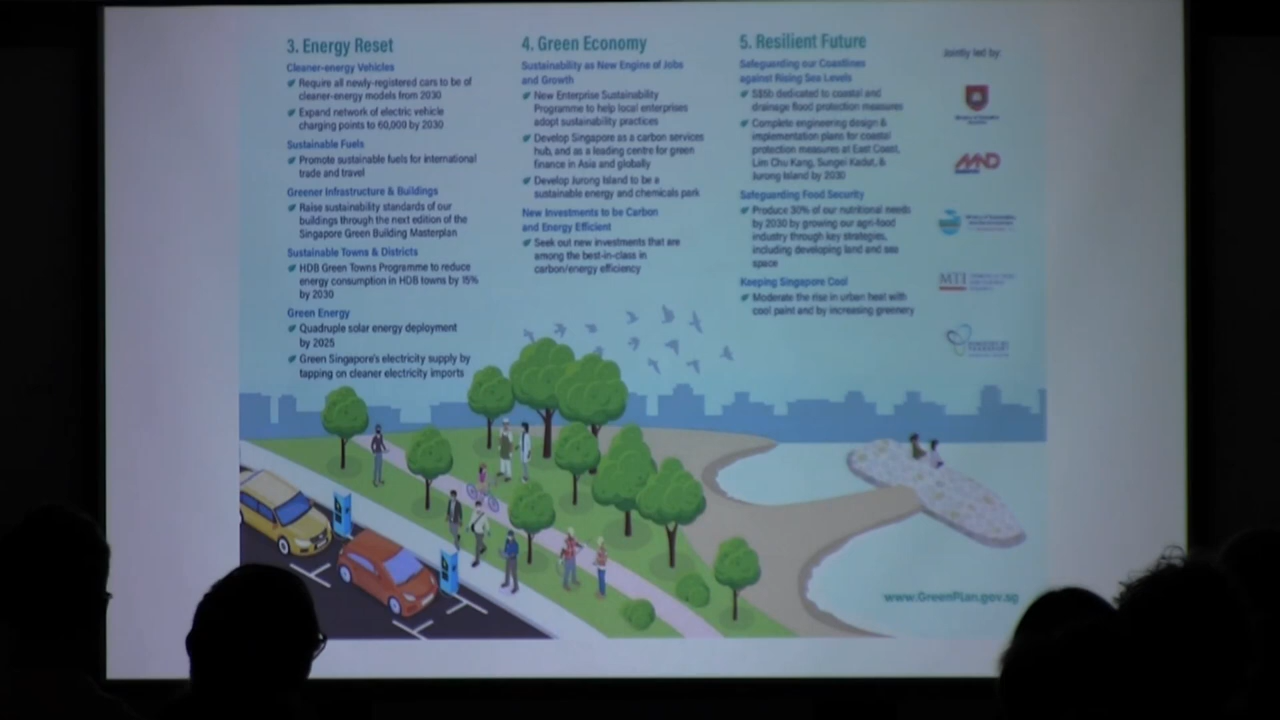 3. Energy Reset
Cleaner-energy Vehicles
Require all newly-registered cars to be of
cleaner-energy models from 2030
Expand network of electric vehicle
charging points to 60,000 by 2030
Sustainable Fuels
Promote sustainable fuels for international
trade and travel
Greener Infrastructure & Buildings
Raise sustainability standards of our
buildings through the next edition of the
Singapore Green Building Masterplan
Sustainable Towns & Districts
HDB Green Towns Programme to reduce
energy consumption in HDB towns by 15%
by 2030
Green Energy
Quadruple solar energy deployment
by 2025
Green Singapore's electricity supply by
tapping on cleaner electricity imports
4. Green Economy
Sustainability as New Engine of Jobs
and Growth
New Enterprise Sustainability
Programme to help local enterprises
adopt sustainability practices
Develop Singapore as a carbon services
hub, and as a leading centre for green
finance in Asia and globally
Develop Jurong Island to be a
sustainable energy and chemicals park
New Investments to be Carbon
and Energy Efficient
Seek out new investments that are
among the best-in-class in
carbon/energy efficiency
5. Resilient Future
Safeguarding our Coastlines
against Rising Sea Levels
S$5b dedicated to coastal and
drainage flood protection measures
Complete engineering design &
implementation plans for coastal
protection measures at East Coast,
Lim Chu Kang, Sungei Kadut, &
Jurong Island by 2030
Safeguarding Food Security
Produce 30% of our nutritional needs
by 2030 by growing our agri-food
industry through key strategies,
including developing land and sea
space
Keeping Singapore Cool
Moderate the rise in urban heat with
cool paint and by increasing greenery
Jointly led by:
MND
MTI
www.GreenPlan.gov.sg